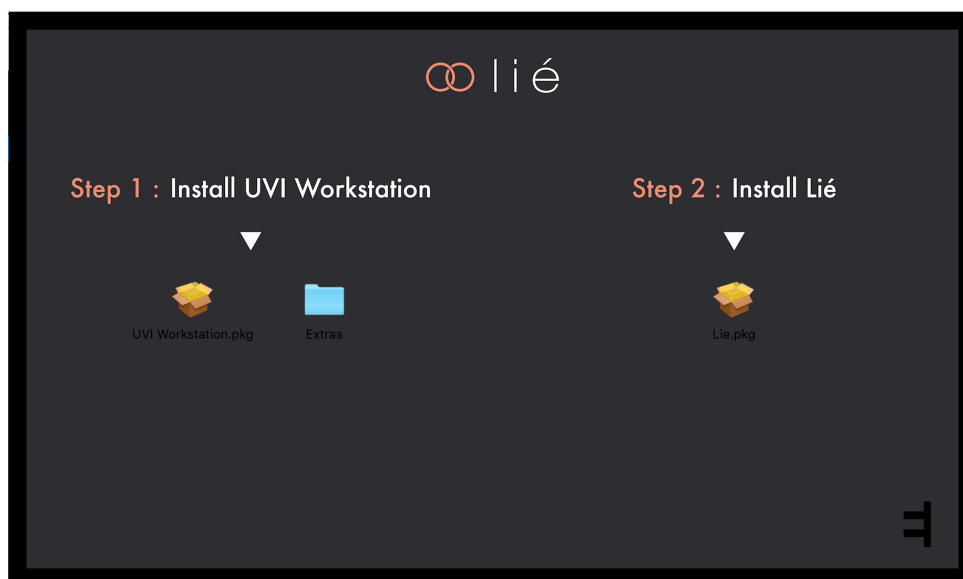 lié
Step 1 : Install UVI Workstation
Step 2 : Install Lié
UVI Workstation.pkg
Extras
Lie.pkg